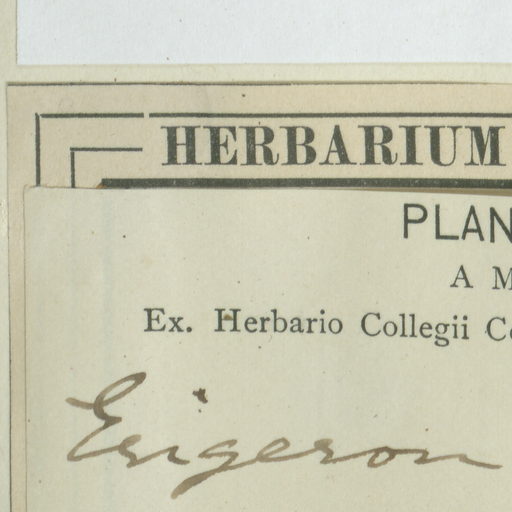 HERBARIUM
PLAN
A M
Ex. Herbario Collegii C
Erigeron